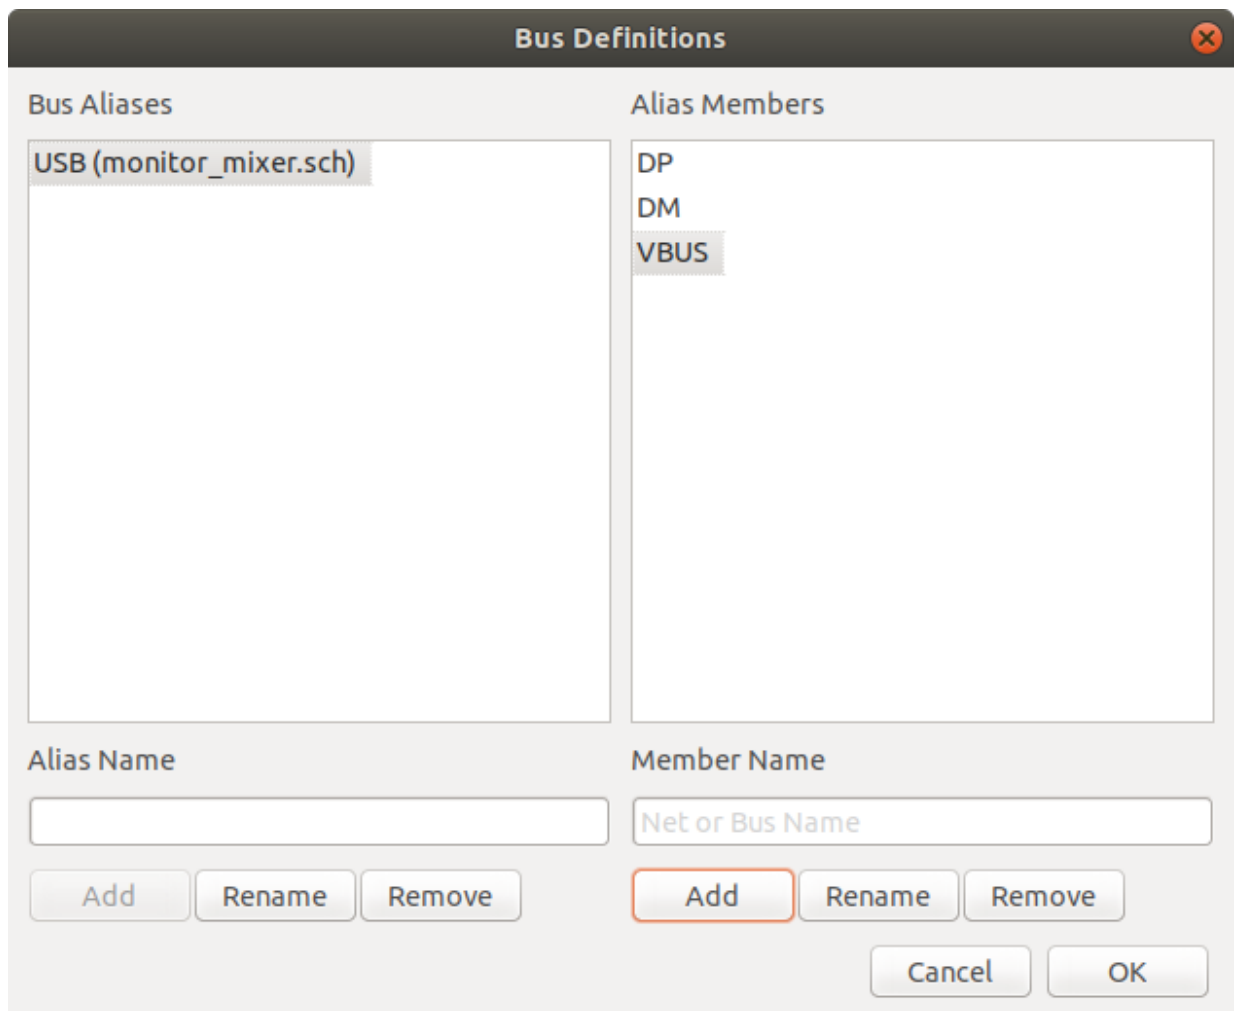 Bus Definitions
Bus Aliases
Alias Members
USB (monitor_mixer.sch)
DP
DM
VBUS
Alias Name
Member Name
Net or Bus Name
Add Rename Remove
Add Rename Remove
Cancel OK